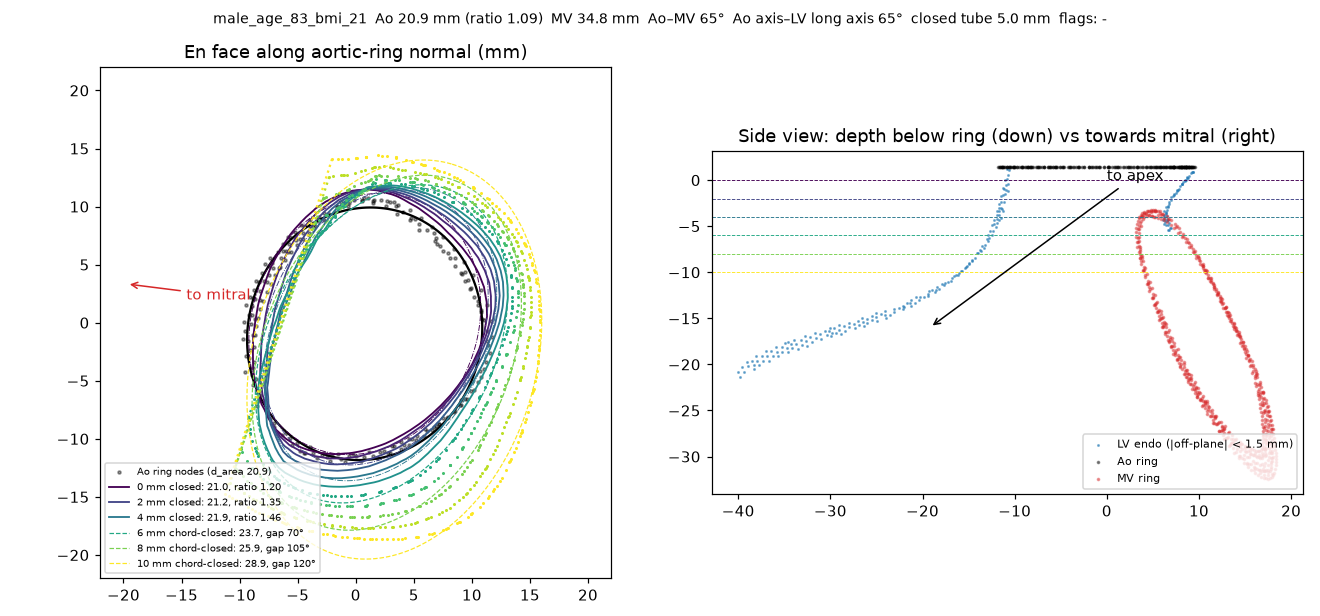 male_age_83_bmi_21  Ao 20.9 mm (ratio 1.09)  MV 34.8 mm  Ao–MV 65°  Ao axis–LV long axis 65°  closed tube 5.0 mm  flags: -
En face along aortic-ring normal (mm)
20
15
10
5
0
−5
−10
−15
−20
to mitral
Ao ring nodes (d_area 20.9)
0 mm closed: 21.0, ratio 1.20
2 mm closed: 21.2, ratio 1.35
4 mm closed: 21.9, ratio 1.46
6 mm chord-closed: 23.7, gap 70°
8 mm chord-closed: 25.9, gap 105°
10 mm chord-closed: 28.9, gap 120°
−20 −15 −10 −5 0 5 10 15 20
Side view: depth below ring (down) vs towards mitral (right)
0
−5
−10
−15
−20
−25
−30
to apex
LV endo (|off-plane| < 1.5 mm)
Ao ring
MV ring
−40 −30 −20 −10 0 10 20